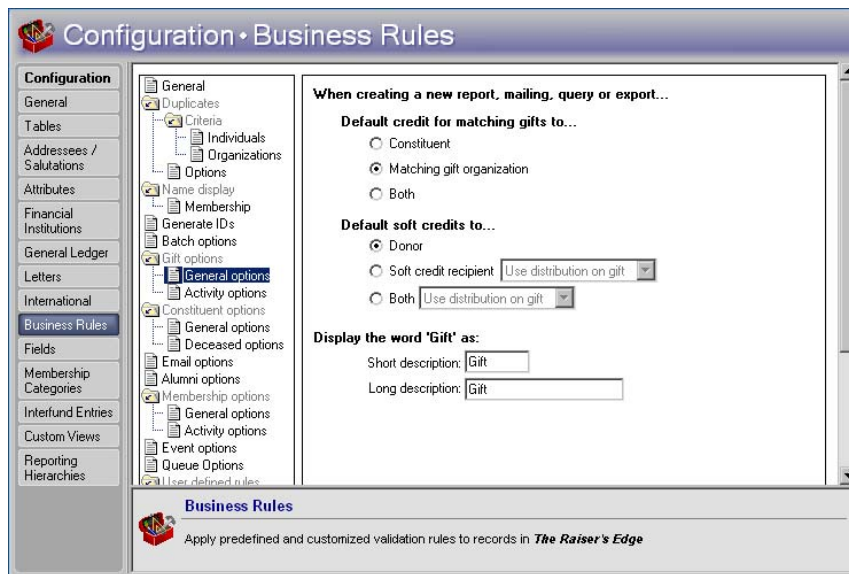 Configuration • Business Rules
Configuration
General
Tables
Addressees /
Salutations
Attributes
Financial
Institutions
General Ledger
Letters
International
Business Rules
Fields
Membership
Categories
Interfund Entries
Custom Views
Reporting
Hierarchies
General
Duplicates
Criteria
Individuals
Organizations
Options
Name display
Membership
Generate IDs
Batch options
Gift options
General options
Activity options
Constituent options
General options
Deceased options
Email options
Alumni options
Membership options
General options
Activity options
Event options
Queue Options
User defined rules
When creating a new report, mailing, query or export...
Default credit for matching gifts to...
Constituent
Matching gift organization
Both
Default soft credits to...
Donor
Soft credit recipient Use distribution on gift
Both Use distribution on gift
Display the word 'Gift' as:
Short description: Gift
Long description: Gift
Business Rules
Apply predefined and customized validation rules to records in The Raiser's Edge